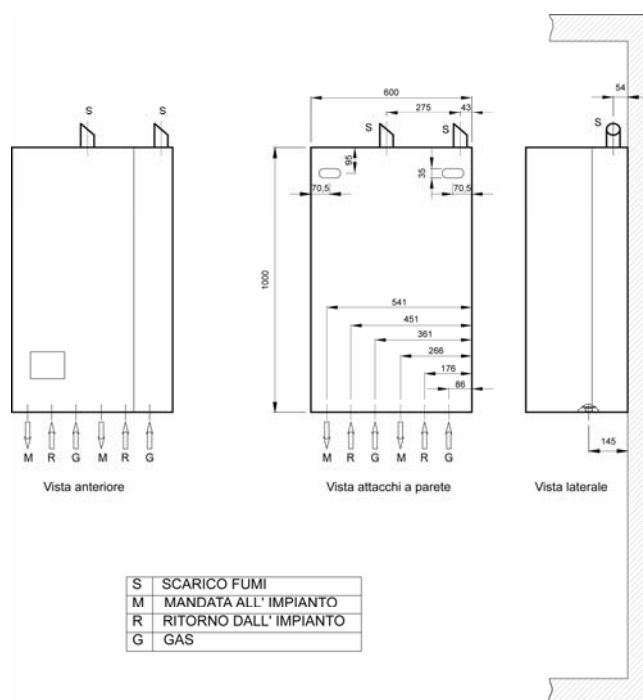 54
600
275
43
S
S
S
S
S
95
35
70,5
70,5
1000
541
451
361
266
176
86
145
M R G M R G
M R G M R G
Vista anteriore
Vista attacchi a parete
Vista laterale
S SCARICO FUMI
M MANDATA ALL' IMPIANTO
R RITORNO DALL' IMPIANTO
G GAS